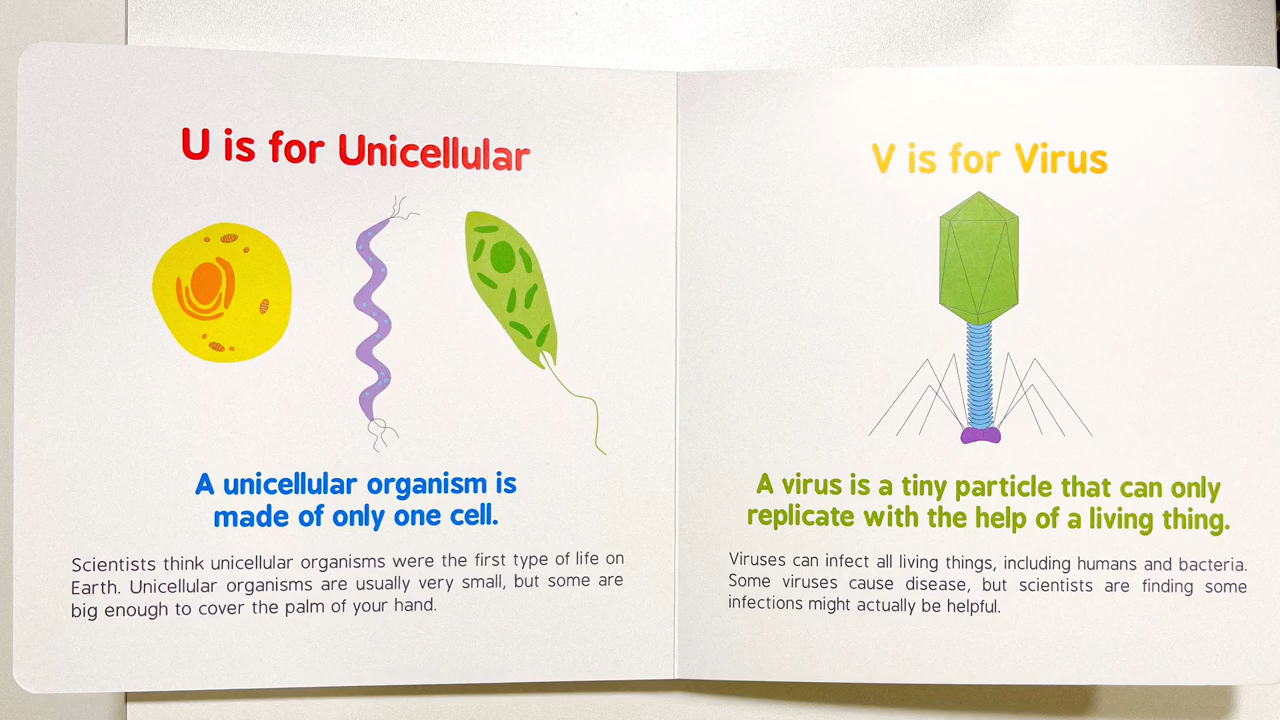 U is for Unicellular
A unicellular organism is
made of only one cell.
Scientists think unicellular organisms were the first type of life on
Earth. Unicellular organisms are usually very small, but some are
big enough to cover the palm of your hand.
V is for Virus
A virus is a tiny particle that can only
replicate with the help of a living thing.
Viruses can infect all living things, including humans and bacteria.
Some viruses cause disease, but scientists are finding some
infections might actually be helpful.